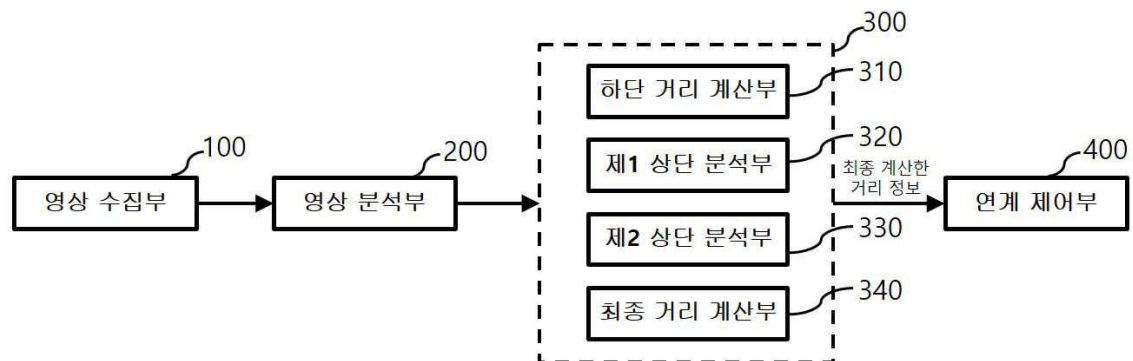 300
310
하단 거리 계산부
320
제1 상단 분석부
100
영상 수집부
200
영상 분석부
최종 계산한
거리 정보
400
연계 제어부
330
제2 상단 분석부
340
최종 거리 계산부